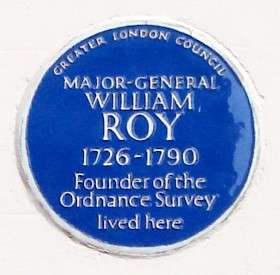 GREATER LONDON COUNCIL
MAJOR-GENERAL
WILLIAM
ROY
1726-1790
Founder of the
Ordnance Survey
lived here